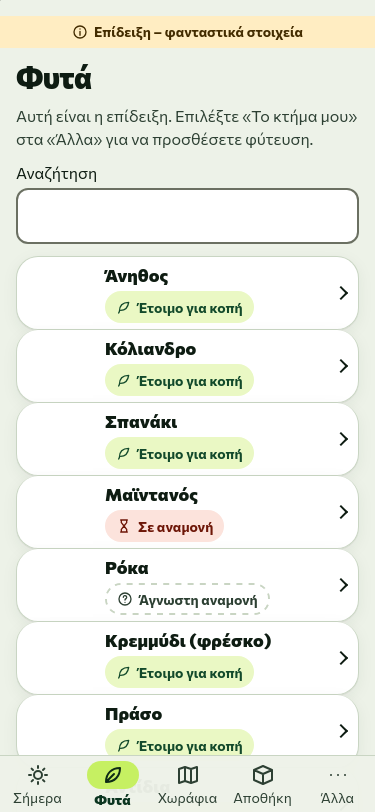 Επίδειξη – φανταστικά στοιχεία
Φυτά
Αυτή είναι η επίδειξη. Επιλέξτε «Το κτήμα μου»
στα «Άλλα» για να προσθέσετε φύτευση.
Αναζήτηση
Άνηθος
Έτοιμο για κοπή
Κόλιανδρο
Έτοιμο για κοπή
Σπανάκι
Έτοιμο για κοπή
Μαϊντανός
Σε αναμονή
Ρόκα
Άγνωστη αναμονή
Κρεμμύδι (φρέσκο)
Έτοιμο για κοπή
Πράσο
Έτοιμο για κοπή
Σήμερα
Φυτά
Χωράφια
Αποθήκη
Άλλα